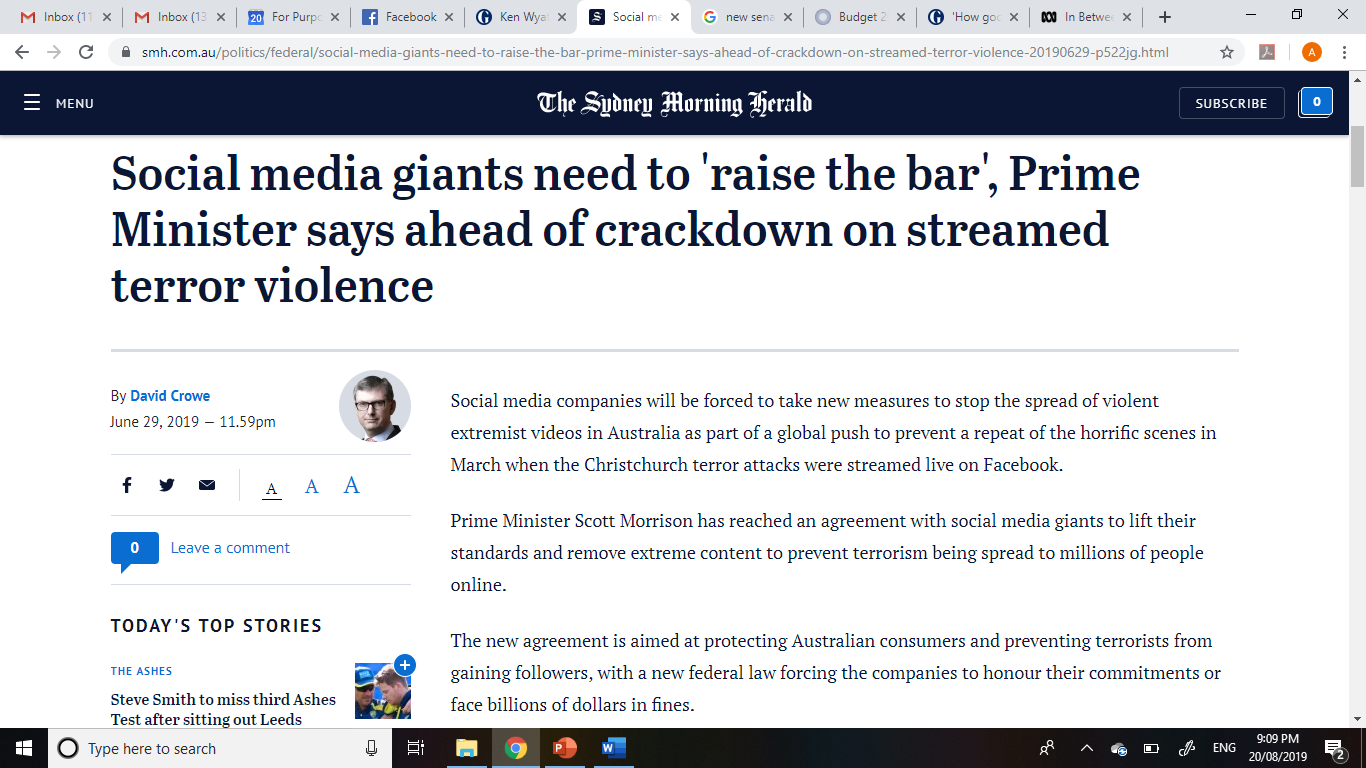 Inbox (11
Inbox (13
For Purpo
Facebook
Ken Wyat
Social me
new sena
Budget 2
'How goo
In Betwee
smh.com.au/politics/federal/social-media-giants-need-to-raise-the-bar-prime-minister-says-ahead-of-crackdown-on-streamed-terror-violence-20190629-p522jg.html
A
MENU
The Sydney Morning Herald
SUBSCRIBE
0
Social media giants need to 'raise the bar', Prime
Minister says ahead of crackdown on streamed
terror violence
By David Crowe
June 29, 2019 — 11.59pm
A A A
0 Leave a comment
TODAY'S TOP STORIES
THE ASHES
Steve Smith to miss third Ashes
Test after sitting out Leeds
Social media companies will be forced to take new measures to stop the spread of violent
extremist videos in Australia as part of a global push to prevent a repeat of the horrific scenes in
March when the Christchurch terror attacks were streamed live on Facebook.
Prime Minister Scott Morrison has reached an agreement with social media giants to lift their
standards and remove extreme content to prevent terrorism being spread to millions of people
online.
The new agreement is aimed at protecting Australian consumers and preventing terrorists from
gaining followers, with a new federal law forcing the companies to honour their commitments or
face billions of dollars in fines.
Type here to search
ENG
9:09 PM
20/08/2019
2